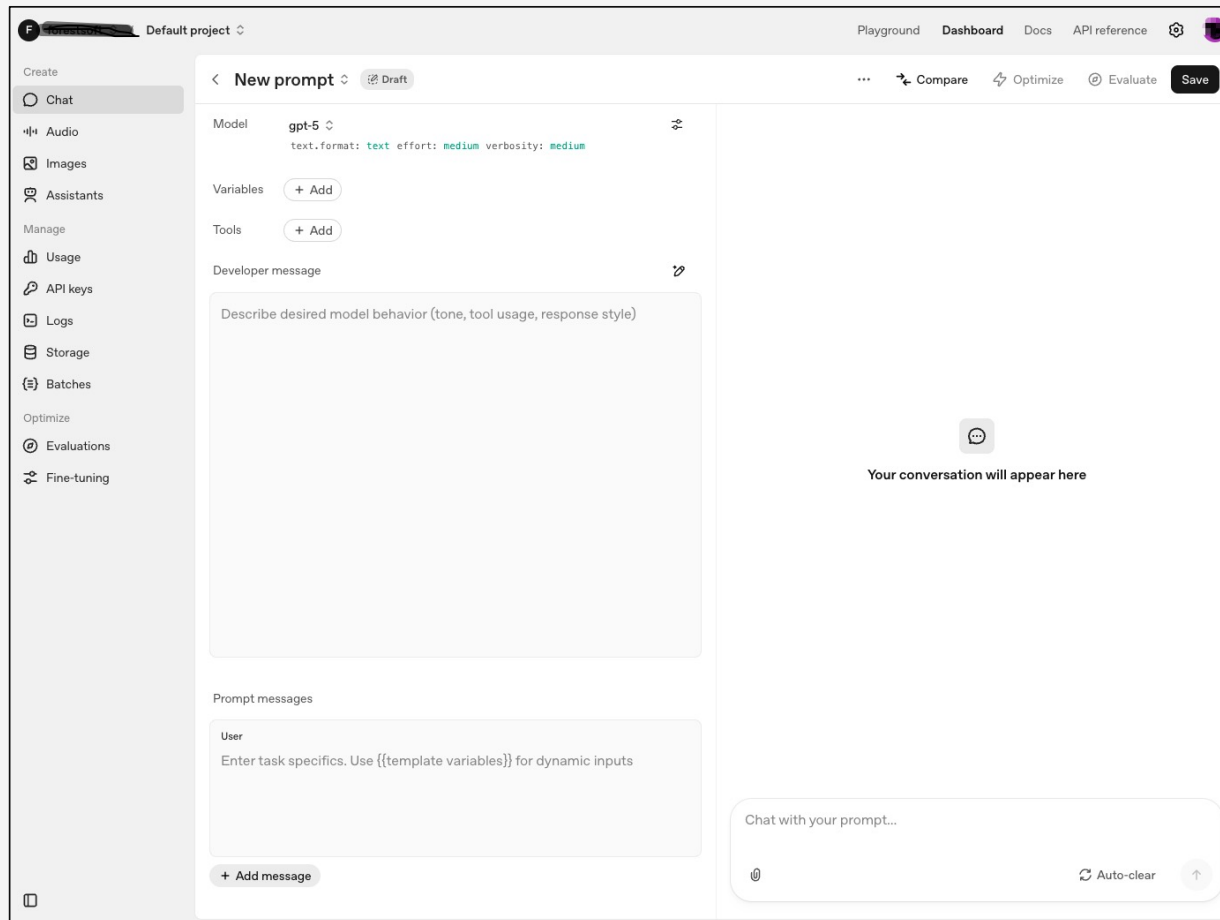 F Default project
Playground Dashboard Docs API reference
Create
Chat
Audio
Images
Assistants
Manage
Usage
API keys
Logs
Storage
Batches
Optimize
Evaluations
Fine-tuning
New prompt Draft
Compare Optimize Evaluate Save
Model gpt-5
text.format: text effort: medium verbosity: medium
Variables + Add
Tools + Add
Developer message
Describe desired model behavior (tone, tool usage, response style)
Prompt messages
User
Enter task specifics. Use {{template variables}} for dynamic inputs
+ Add message
Your conversation will appear here
Chat with your prompt...
Auto-clear